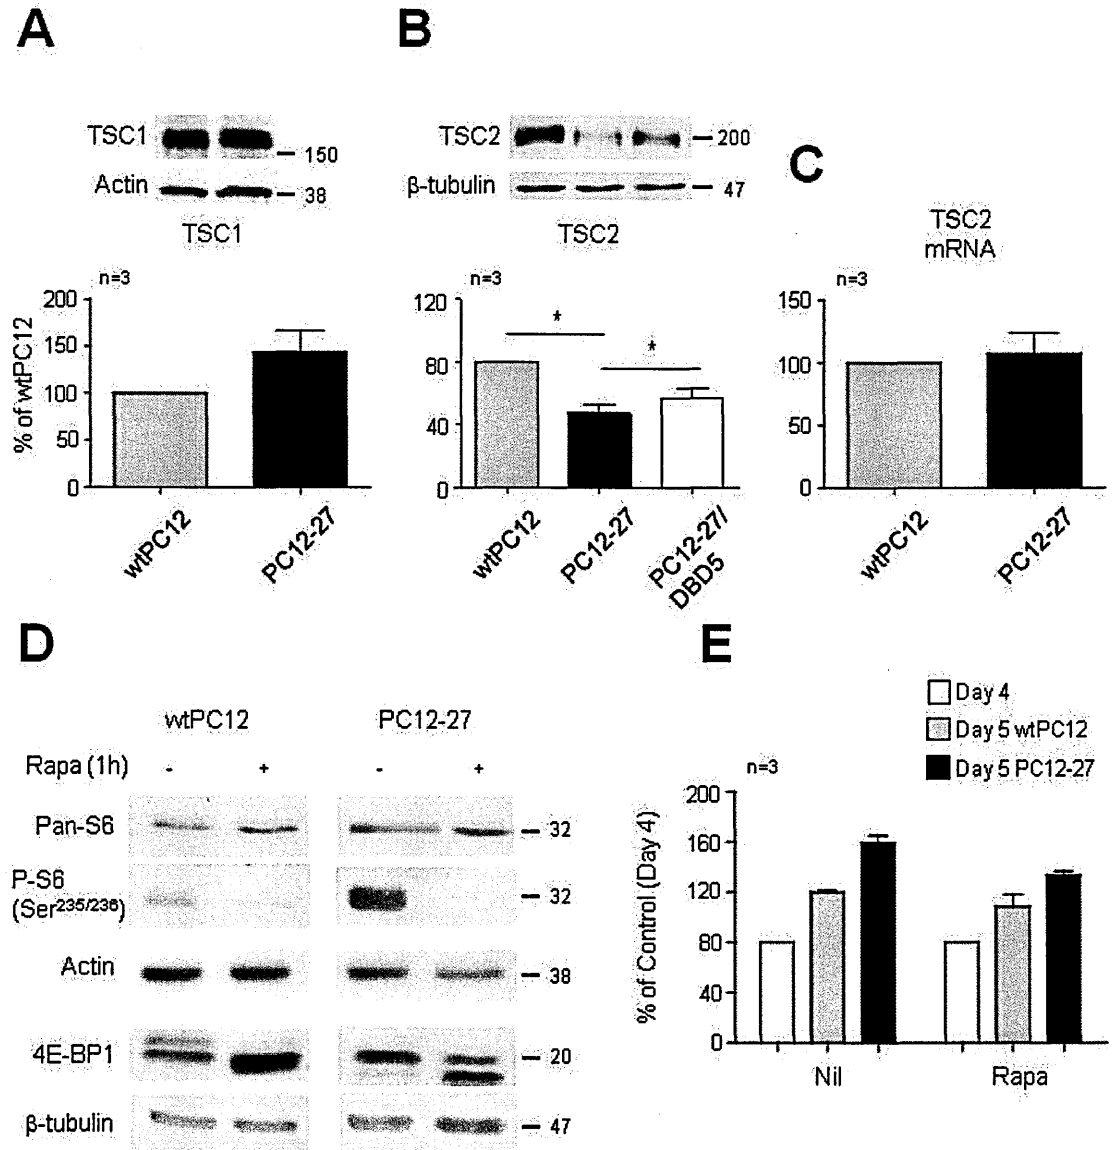 A
B
TSC1
150
Actin
38
TSC1
TSC2
200
β-tubulin
47
TSC2
C
TSC2
mRNA
n=3
% of wtPC12
200
150
100
50
0
wtPC12
PC12-27
n=3
120
80
40
0
wtPC12
PC12-27
PC12-27/
DBD5
*
*
n=3
150
100
50
0
wtPC12
PC12-27
D
wtPC12 PC12-27
Rapa (1h) - + - +
Pan-S6
32
P-S6
(Ser235/236)
32
Actin
38
4E-BP1
20
β-tubulin
47
E
Day 4
Day 5 wtPC12
Day 5 PC12-27
n=3
% of Control (Day 4)
200
160
120
80
40
0
Nil Rapa